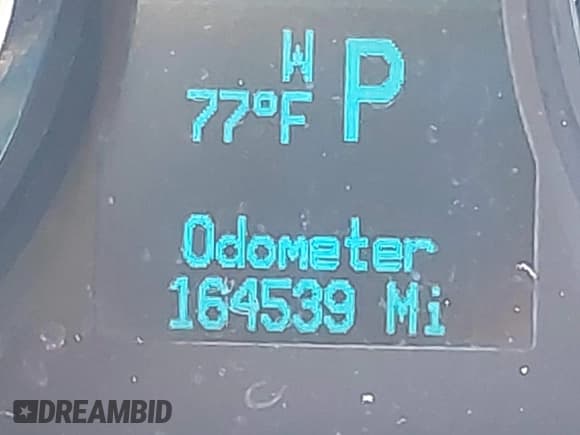 W
77°F P
Odometer
164539 Mi
DREAMBID